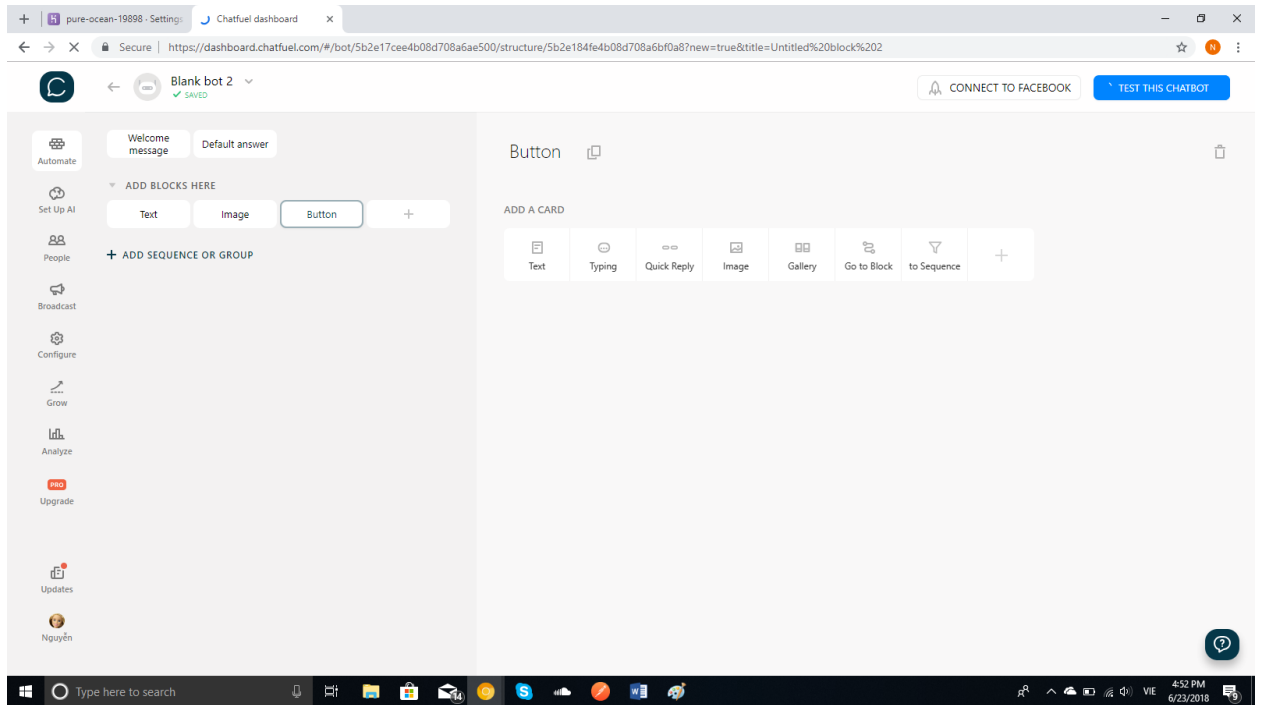 pure-ocean-19898 - Settings
Chatfuel dashboard
Secure
https://dashboard.chatfuel.com/#/bot/5b2e17cee4b08d708a6ae500/structure/5b2e184fe4b08d708a6bf0a8?new=true&title=Untitled%20block%202
N
Blank bot 2
SAVED
CONNECT TO FACEBOOK
TEST THIS CHATBOT
Automate
Set Up AI
People
Broadcast
Configure
Grow
Analyze
PRO
Upgrade
Updates
Nguyễn
Welcome
message
Default answer
ADD BLOCKS HERE
Text
Image
Button
+ ADD SEQUENCE OR GROUP
Button
ADD A CARD
Text
Typing
Quick Reply
Image
Gallery
Go to Block
to Sequence
Type here to search
14
VIE
4:52 PM
6/23/2018
9